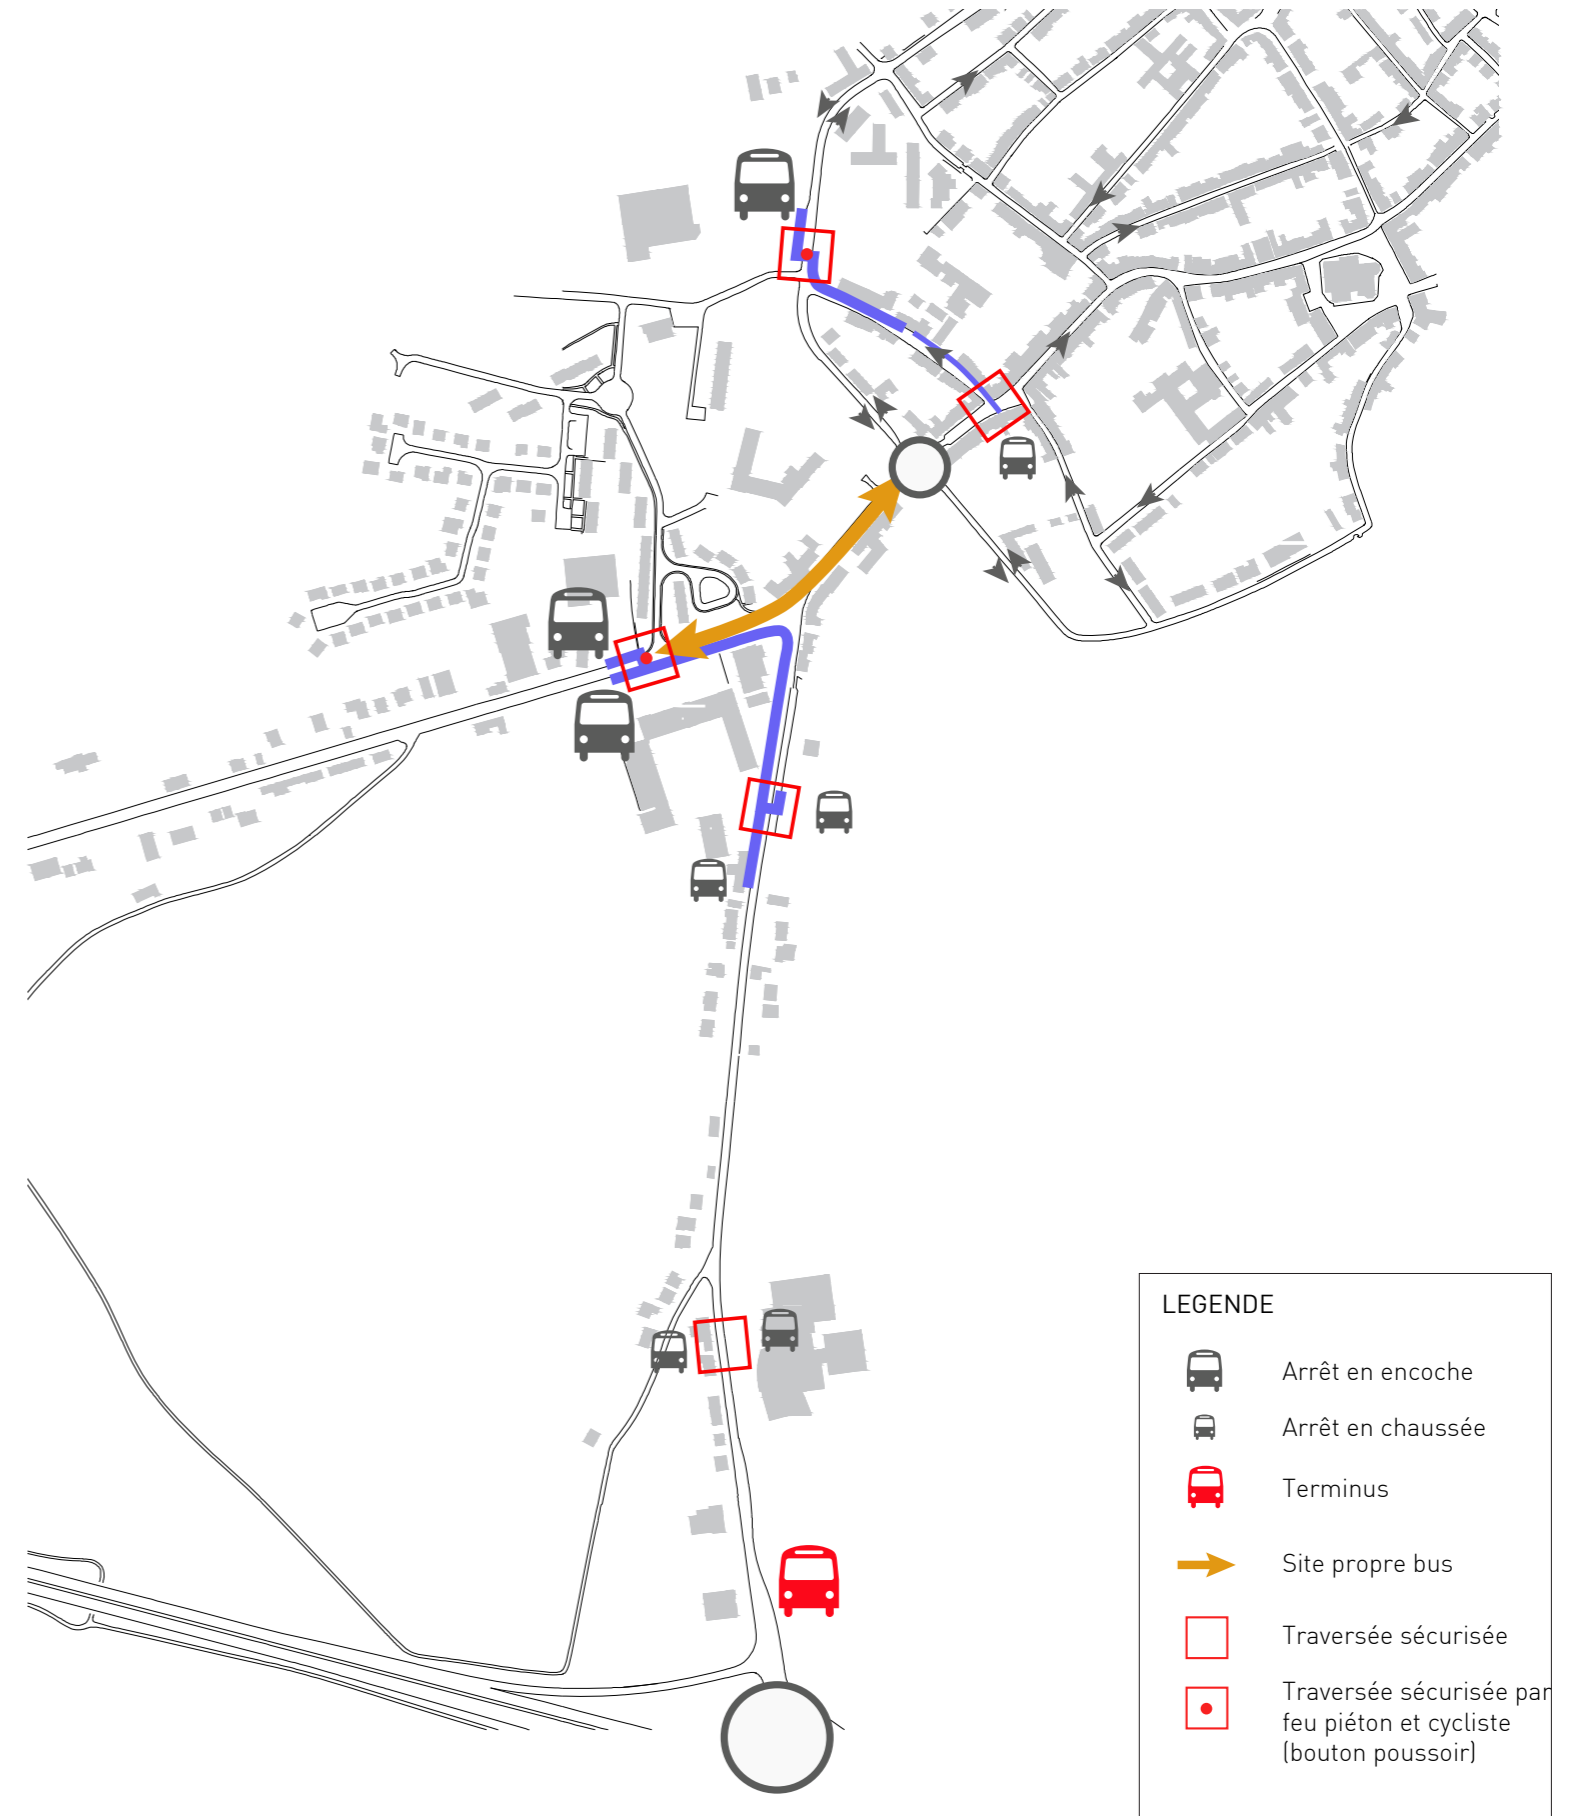 LEGENDE
Arrêt en encoche
Arrêt en chaussée
Terminus
Site propre bus
Traversée sécurisée
Traversée sécurisée par
feu piéton et cycliste
(bouton poussoir)